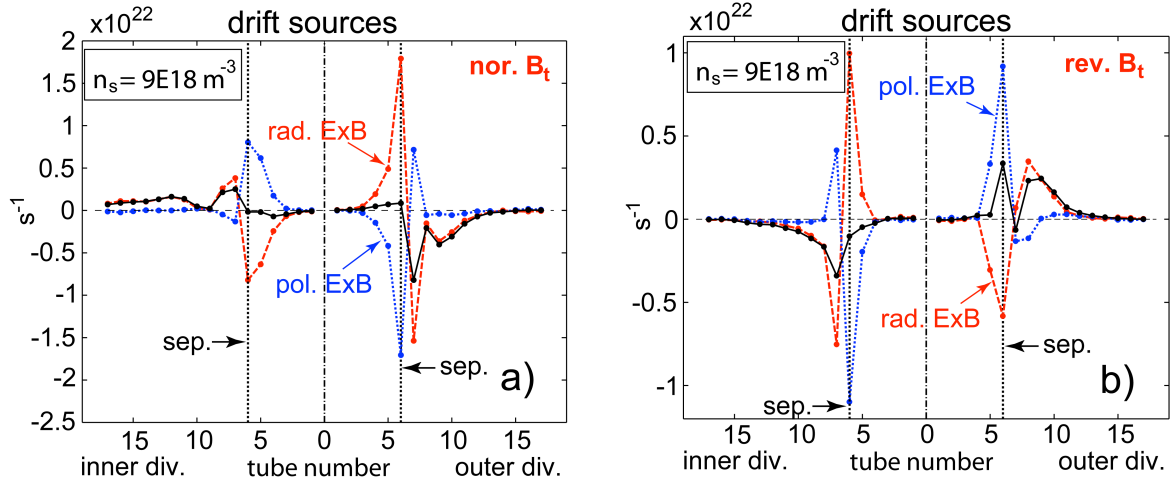 x10^22
drift sources
n_s = 9E18 m^-3
nor. B_t
rad. ExB
pol. ExB
sep.
sep.
a)
s^-1
2
1.5
1
0.5
0
-0.5
-1
-1.5
-2
-2.5
15 10 5 0 5 10 15
inner div. tube number outer div.
x10^22
drift sources
n_s = 9E18 m^-3
rev. B_t
pol. ExB
rad. ExB
sep.
sep.
b)
s^-1
1
0.5
0
-0.5
-1
15 10 5 0 5 10 15
inner div. tube number outer div.